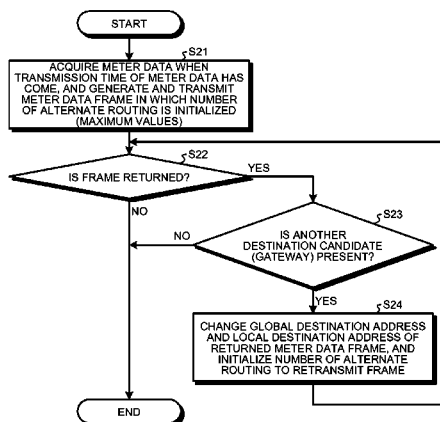 START
S21
ACQUIRE METER DATA WHEN
TRANSMISSION TIME OF METER DATA HAS
COME, AND GENERATE AND TRANSMIT
METER DATA FRAME IN WHICH NUMBER
OF ALTERNATE ROUTING IS INITIALIZED
(MAXIMUM VALUES)
S22
IS FRAME RETURNED?
YES
NO
S23
IS ANOTHER
DESTINATION CANDIDATE
(GATEWAY) PRESENT?
NO
YES
S24
CHANGE GLOBAL DESTINATION ADDRESS
AND LOCAL DESTINATION ADDRESS OF
RETURNED METER DATA FRAME, AND
INITIALIZE NUMBER OF ALTERNATE
ROUTING TO RETRANSMIT FRAME
END